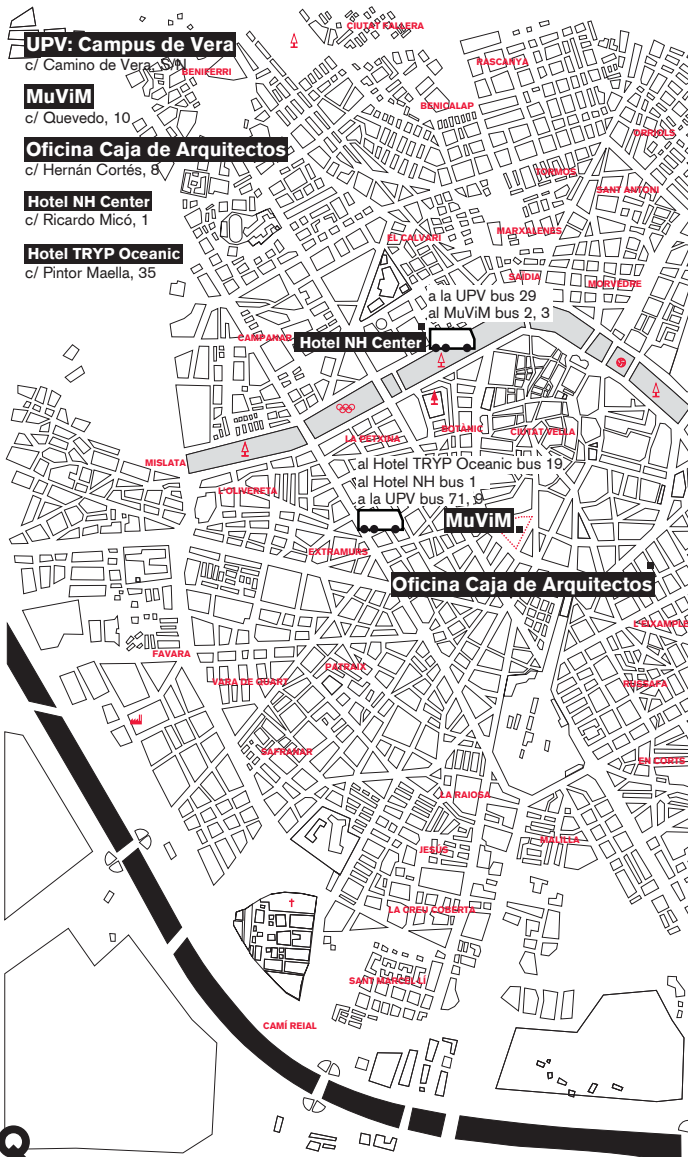 UPV: Campus de Vera
c/ Camino de Vera, S/N
MuViM
c/ Quevedo, 10
Oficina Caja de Arquitectos
c/ Hernán Cortés, 8
Hotel NH Center
c/ Ricardo Micó, 1
Hotel TRYP Oceanic
c/ Pintor Maella, 35
CIUTAT FALLERA
BENIFERRI
RASCANYA
BENICALAP
ORRIOLS
TORMOS
SANT ANTONI
MARXALENES
EL CALVARI
SAÏDIA
MORVEDRE
a la UPV bus 29
al MuViM bus 2, 3
CAMPANAR
Hotel NH Center
LA PETXINA
BOTÀNIC
CIUTAT VELLA
MISLATA
al Hotel TRYP Oceanic bus 19
al Hotel NH bus 1
a la UPV bus 71, 9
L'OLIVERETA
MuViM
EXTRAMURS
Oficina Caja de Arquitectos
L'EIXAMPLE
FAVARA
PATRAIX
VARA DE QUART
RUSSAFA
SAFRANAR
EN CORTS
LA RAIOSA
MALILLA
JESÚS
LA CREU COBERTA
SANT MARCEL·LÍ
CAMÍ REIAL